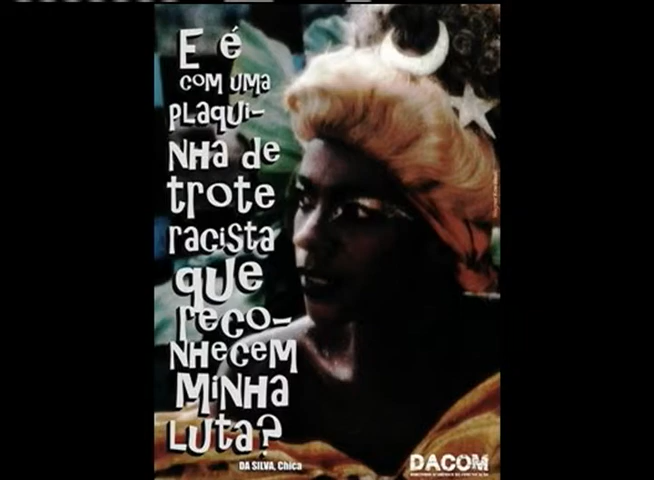 E é
com uma
plaqui-
nha de
trote
racista
que
reco-
nhecem
minha
luta?
DA SILVA, Chica
DACOM